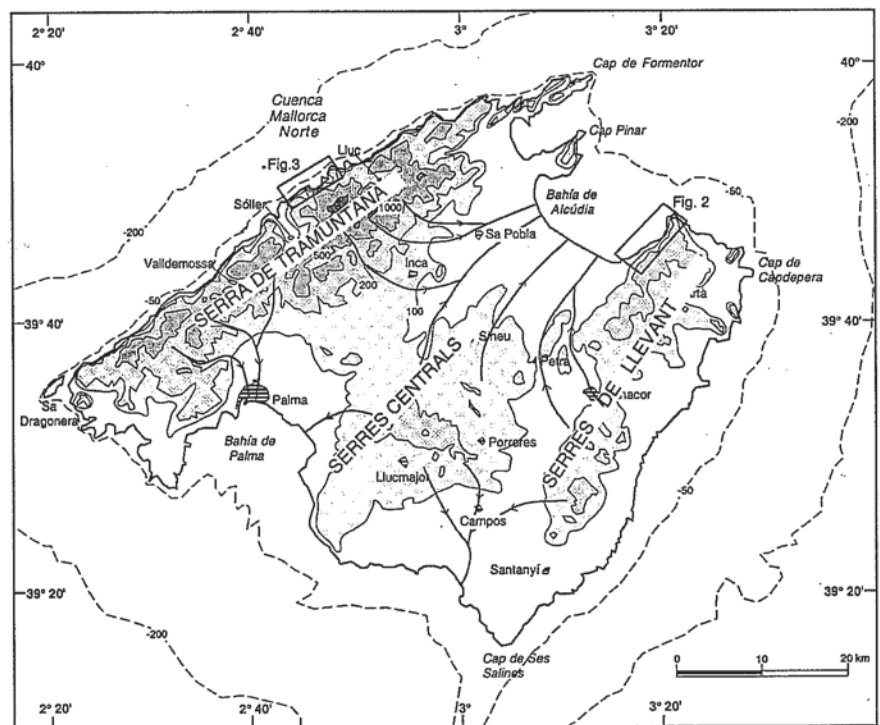 2° 20'
2° 40'
3°
3° 20'
40°
40°
Cap de Formentor
Cuenca
Mallorca
Norte
-200
Cap Pinar
Lluc
Fig.3
-50
Bahía de
Alcúdia
Fig. 2
Sóller
1000
Sa Pobla
-200
Valldemossa
500
Inca
Cap de
Capdepera
SERRA DE TRAMUNTANA
200
-50
100
rtà
39° 40'
39° 40'
Sineu
Petra
SERRES CENTRALS
SERRES DE LLEVANT
nacor
Sa
Dragonera
Palma
Bahía de
Palma
Porreres
Llucmajor
-50
Campos
Santanyí
39° 20'
39° 20'
-200
Cap de Ses
Salines
0
10
20 km
2° 20'
2° 40'
3°
3° 20'